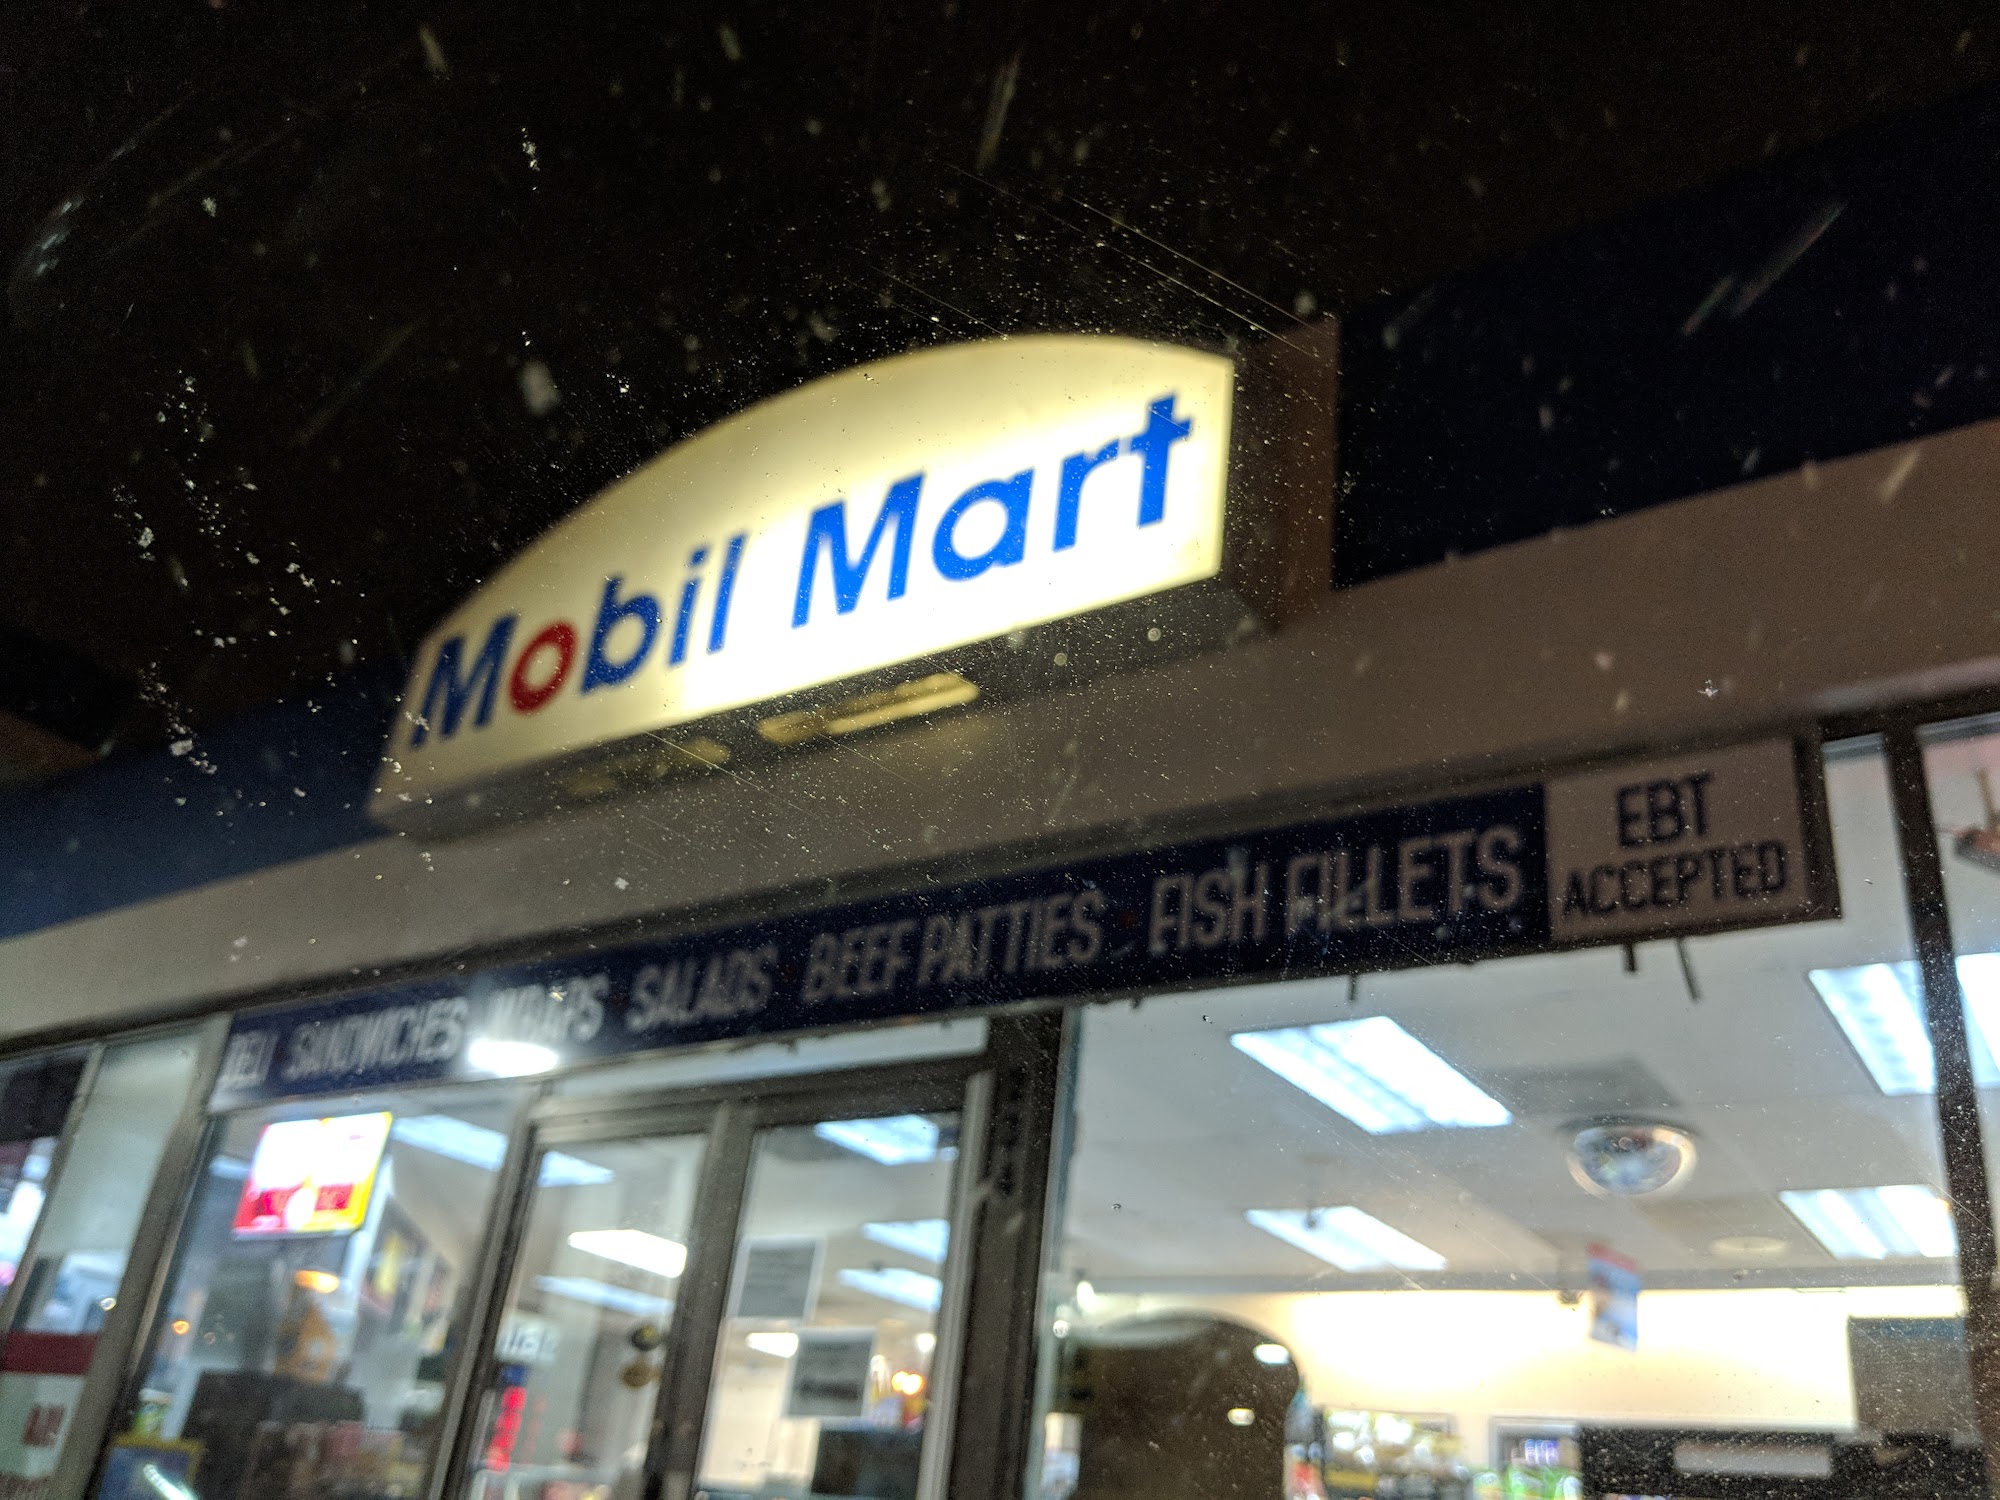 Mobil Mart
DELI SANDWICHES WRAPS SALADS BEEF PATTIES FISH FILLETS
EBT
ACCEPTED